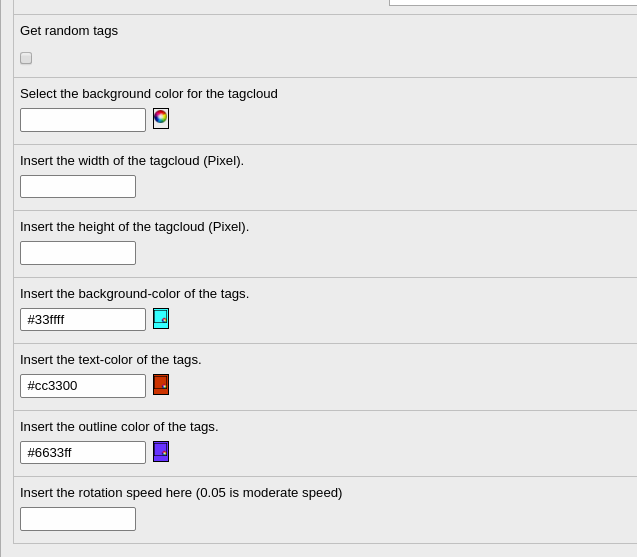 Get random tags
Select the background color for the tagcloud
Insert the width of the tagcloud (Pixel).
Insert the height of the tagcloud (Pixel).
Insert the background-color of the tags.
#33ffff
Insert the text-color of the tags.
#cc3300
Insert the outline color of the tags.
#6633ff
Insert the rotation speed here (0.05 is moderate speed)